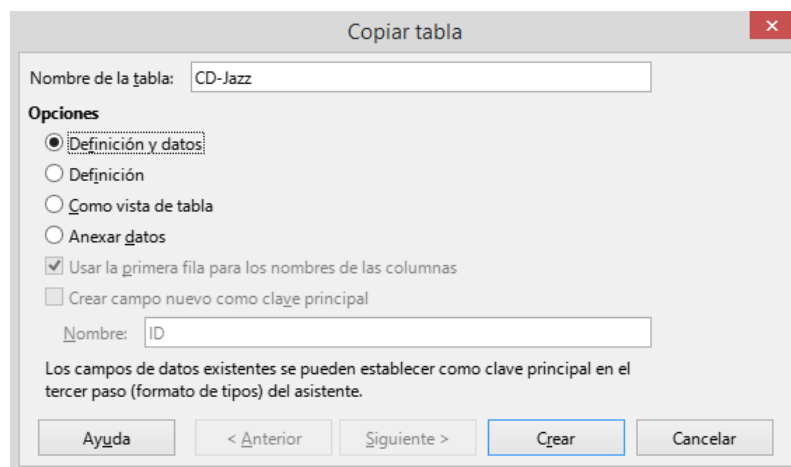 Copiar tabla
Nombre de la tabla: CD-Jazz
Opciones
Definición y datos
Definición
Como vista de tabla
Anexar datos
Usar la primera fila para los nombres de las columnas
Crear campo nuevo como clave principal
Nombre: ID
Los campos de datos existentes se pueden establecer como clave principal en el
tercer paso (formato de tipos) del asistente.
Ayuda < Anterior Siguiente > Crear Cancelar